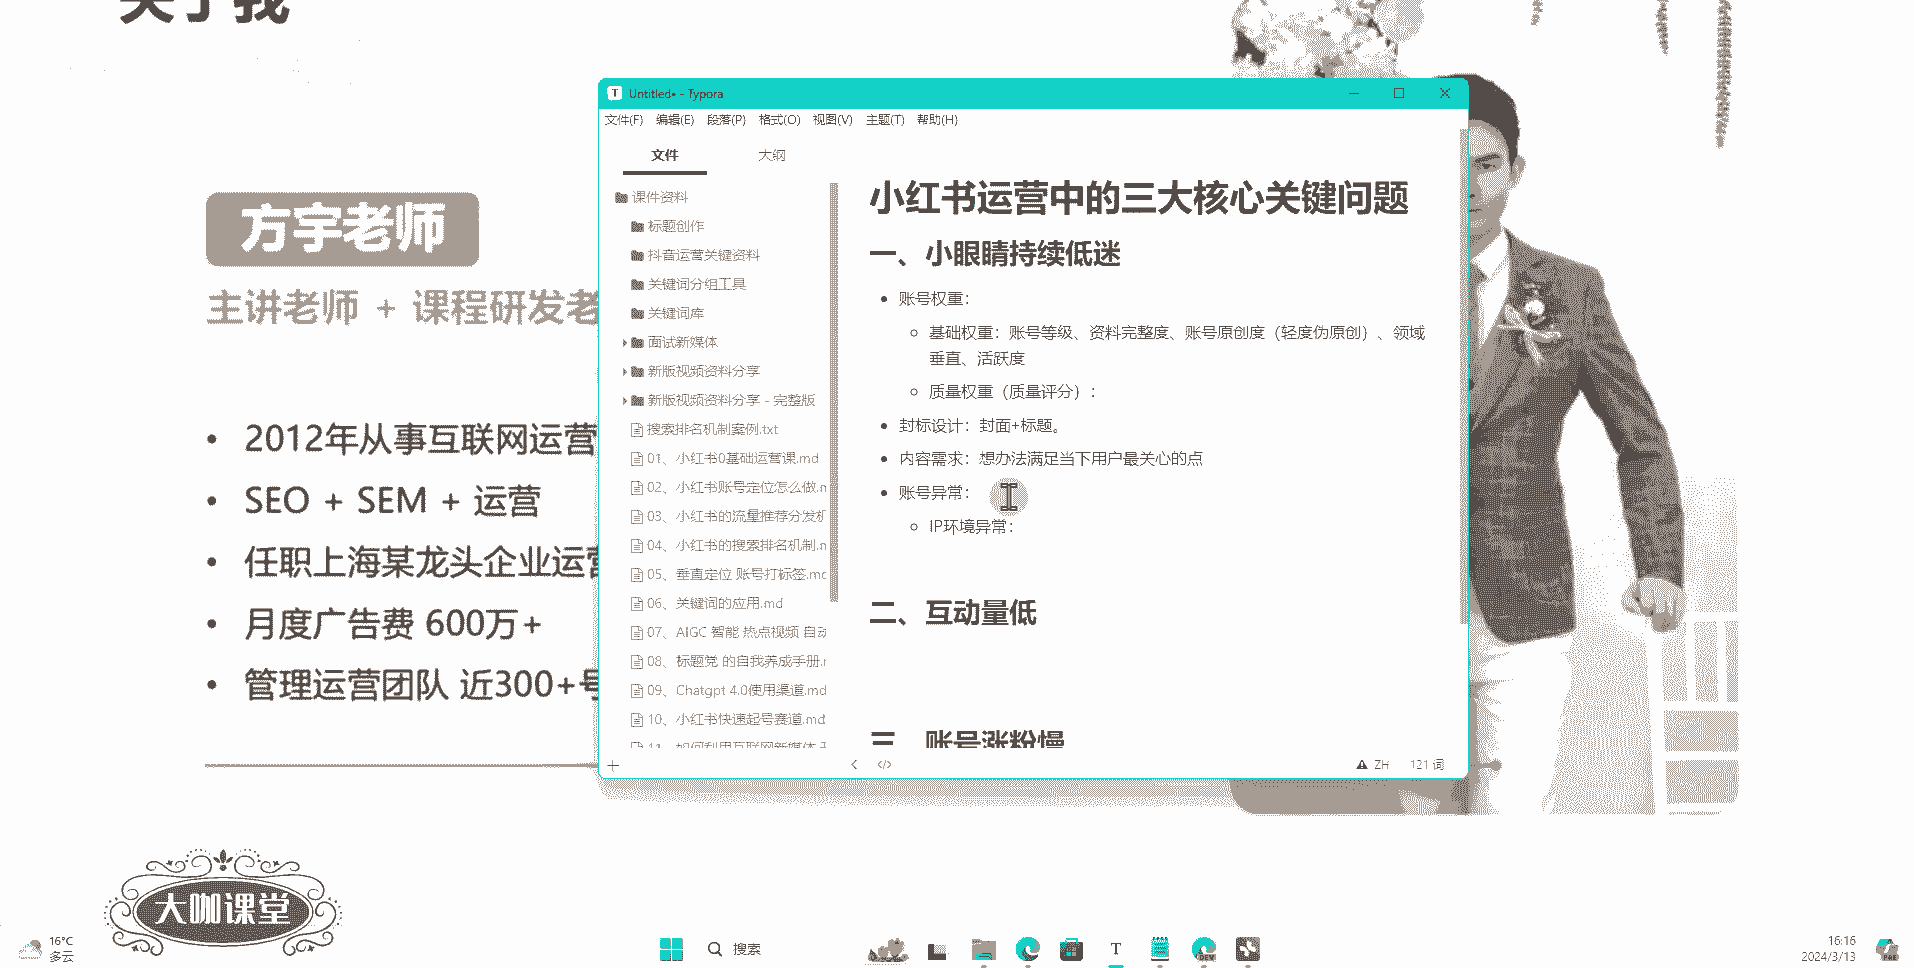 关于我
方宇老师
主讲老师 + 课程研发老
2012年从事互联网运营
SEO + SEM + 运营
任职上海某龙头企业运营
月度广告费 600万+
管理运营团队 近300+号
大咖课堂
Untitled• - Typora
文件(F) 编辑(E) 段落(P) 格式(O) 视图(V) 主题(T) 帮助(H)
文件 大纲
课件资料
标题创作
抖音运营关键资料
关键词分组工具
关键词库
面试新媒体
新版视频资料分享
新版视频资料分享 - 完整版
搜索排名机制案例.txt
01、小红书0基础运营课.md
02、小红书账号定位怎么做.m
03、小红书的流量推荐分发机
04、小红书的搜索排名机制.m
05、垂直定位 账号打标签.md
06、关键词的应用.md
07、AIGC 智能 热点视频 自动
08、标题党 的自我养成手册.m
09、Chatgpt 4.0使用渠道.md
10、小红书快速起号赛道.md
11、如何利用互联网新媒体
小红书运营中的三大核心关键问题
一、小眼睛持续低迷
账号权重：
基础权重：账号等级、资料完整度、账号原创度（轻度伪原创）、领域
垂直、活跃度
质量权重（质量评分）：
封标设计：封面+标题。
内容需求：想办法满足当下用户最关心的点
账号异常：
IP环境异常：
二、互动量低
三、账号涨粉慢
ZH 121 词
16°C
多云
搜索
T
DEV
16:16
2024/3/13
PRE